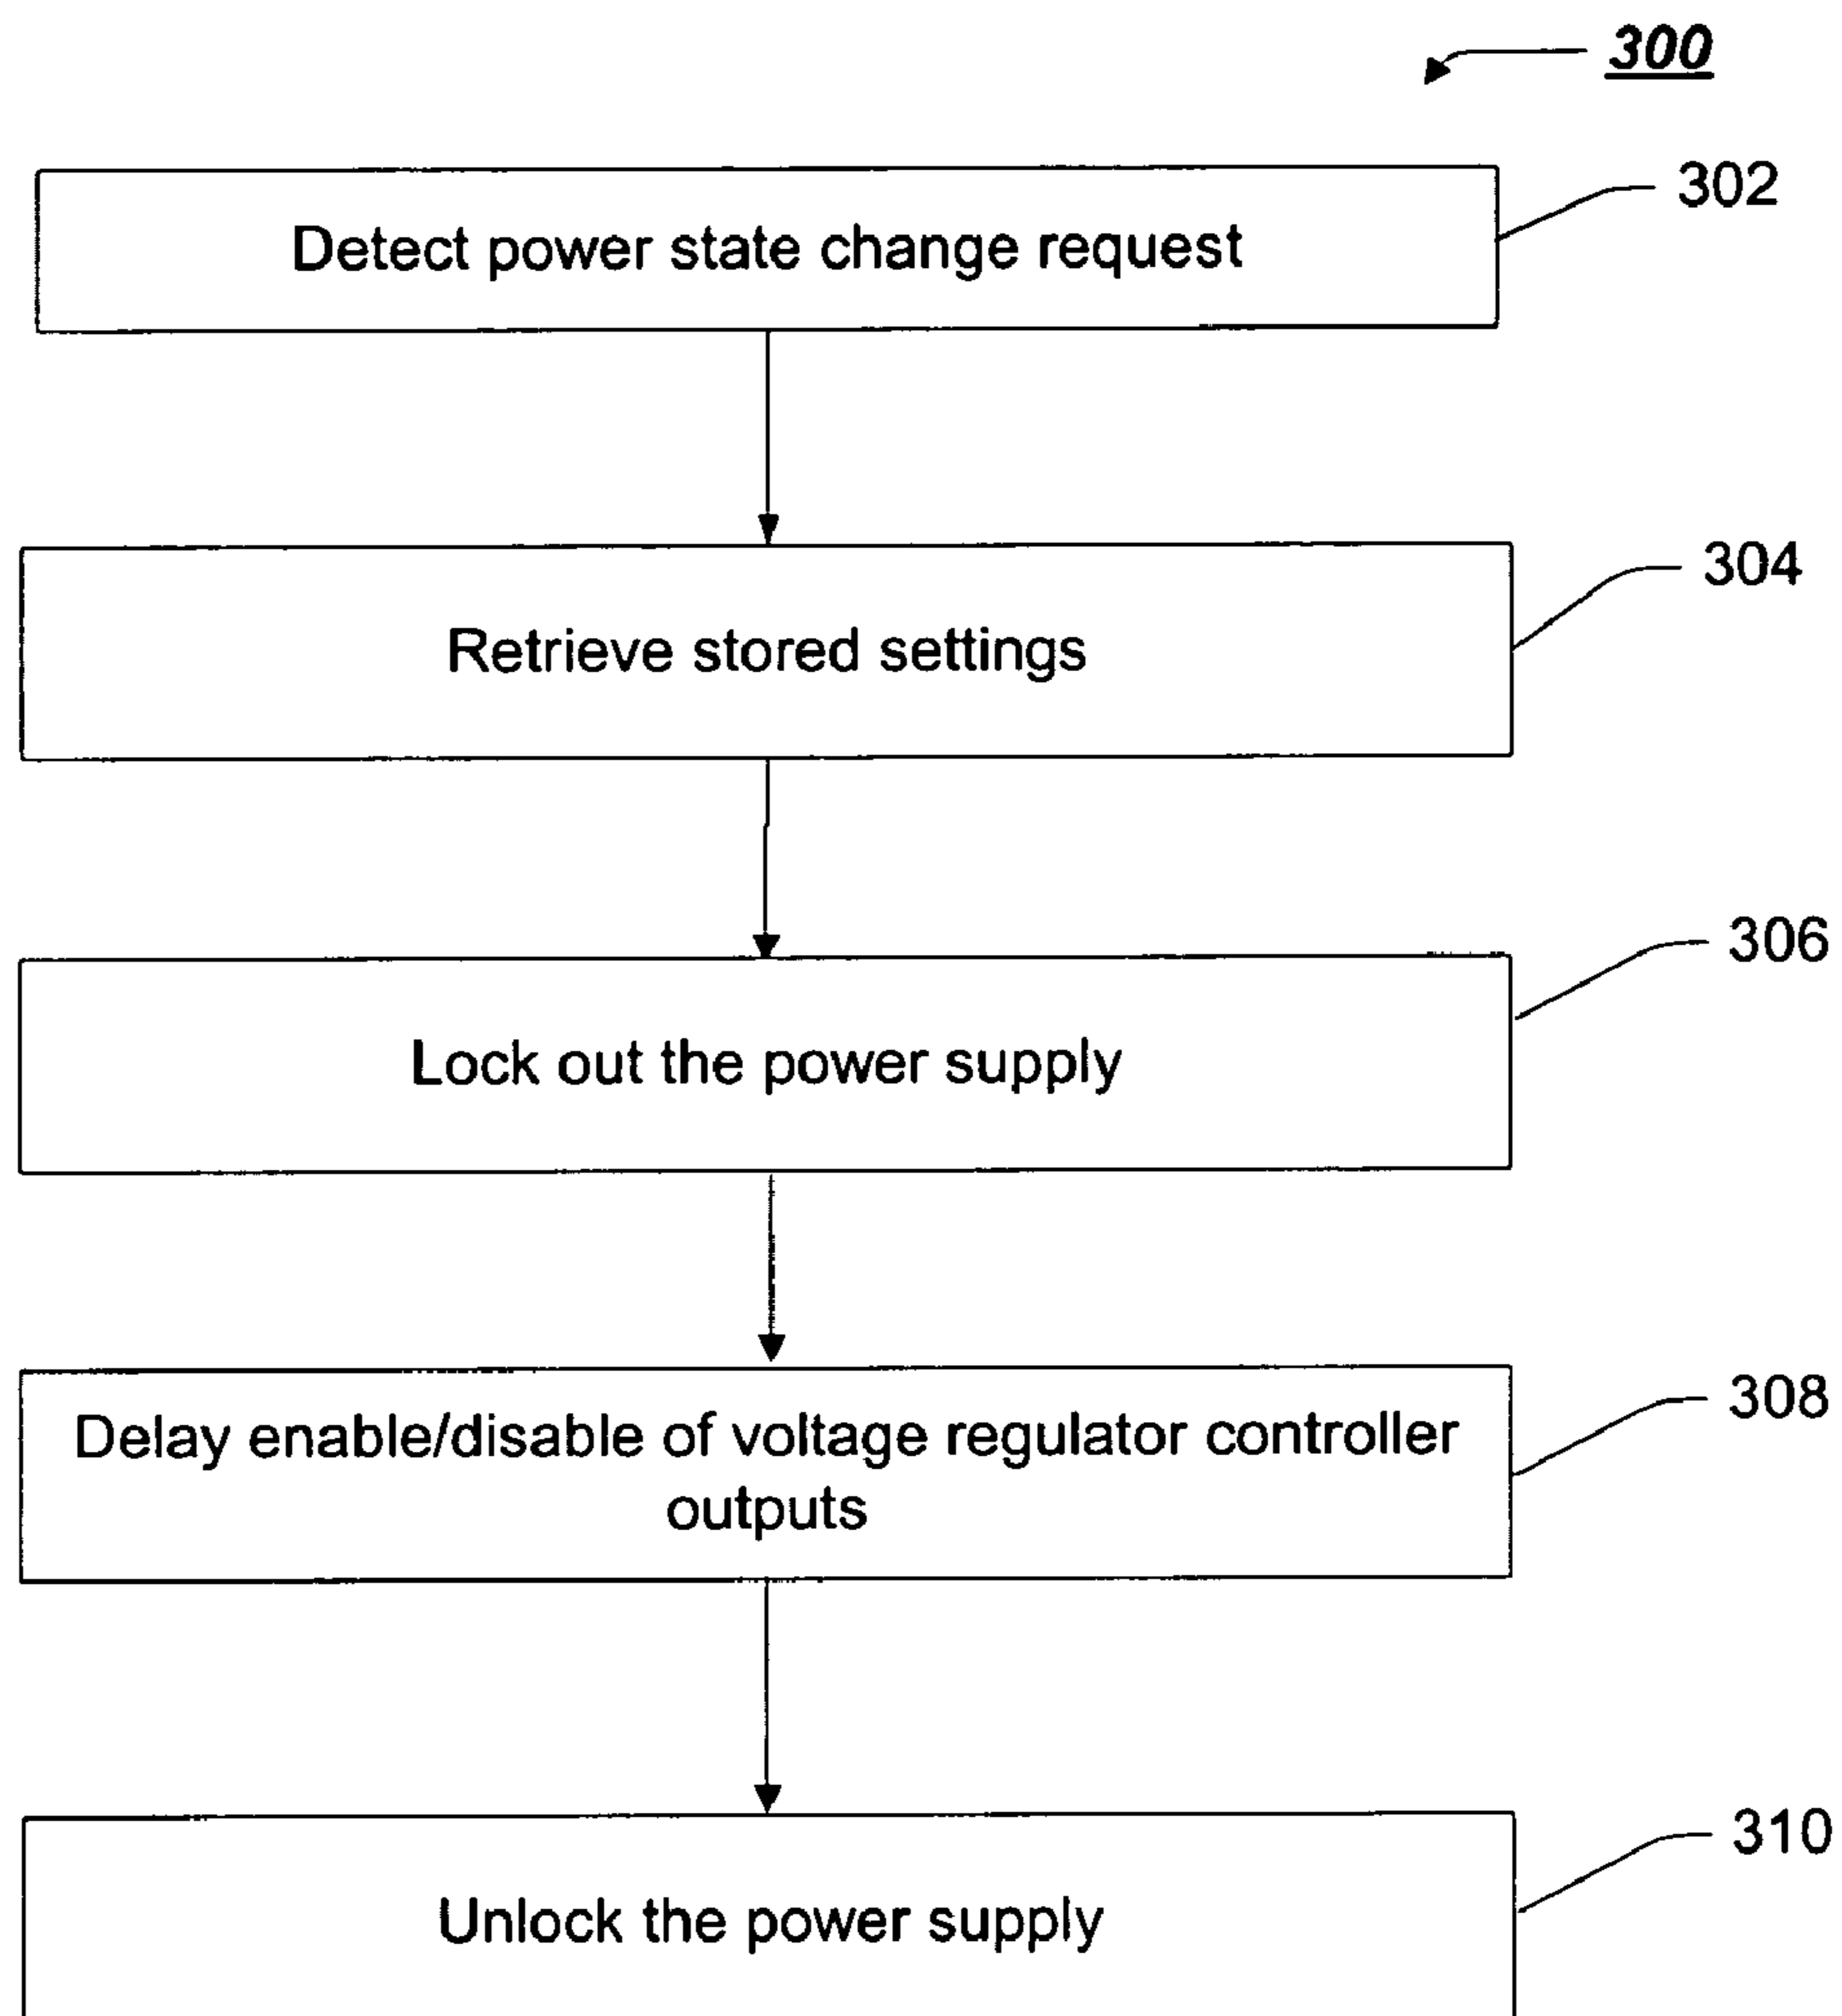 300
302
Detect power state change request
304
Retrieve stored settings
306
Lock out the power supply
308
Delay enable/disable of voltage regulator controller
outputs
310
Unlock the power supply